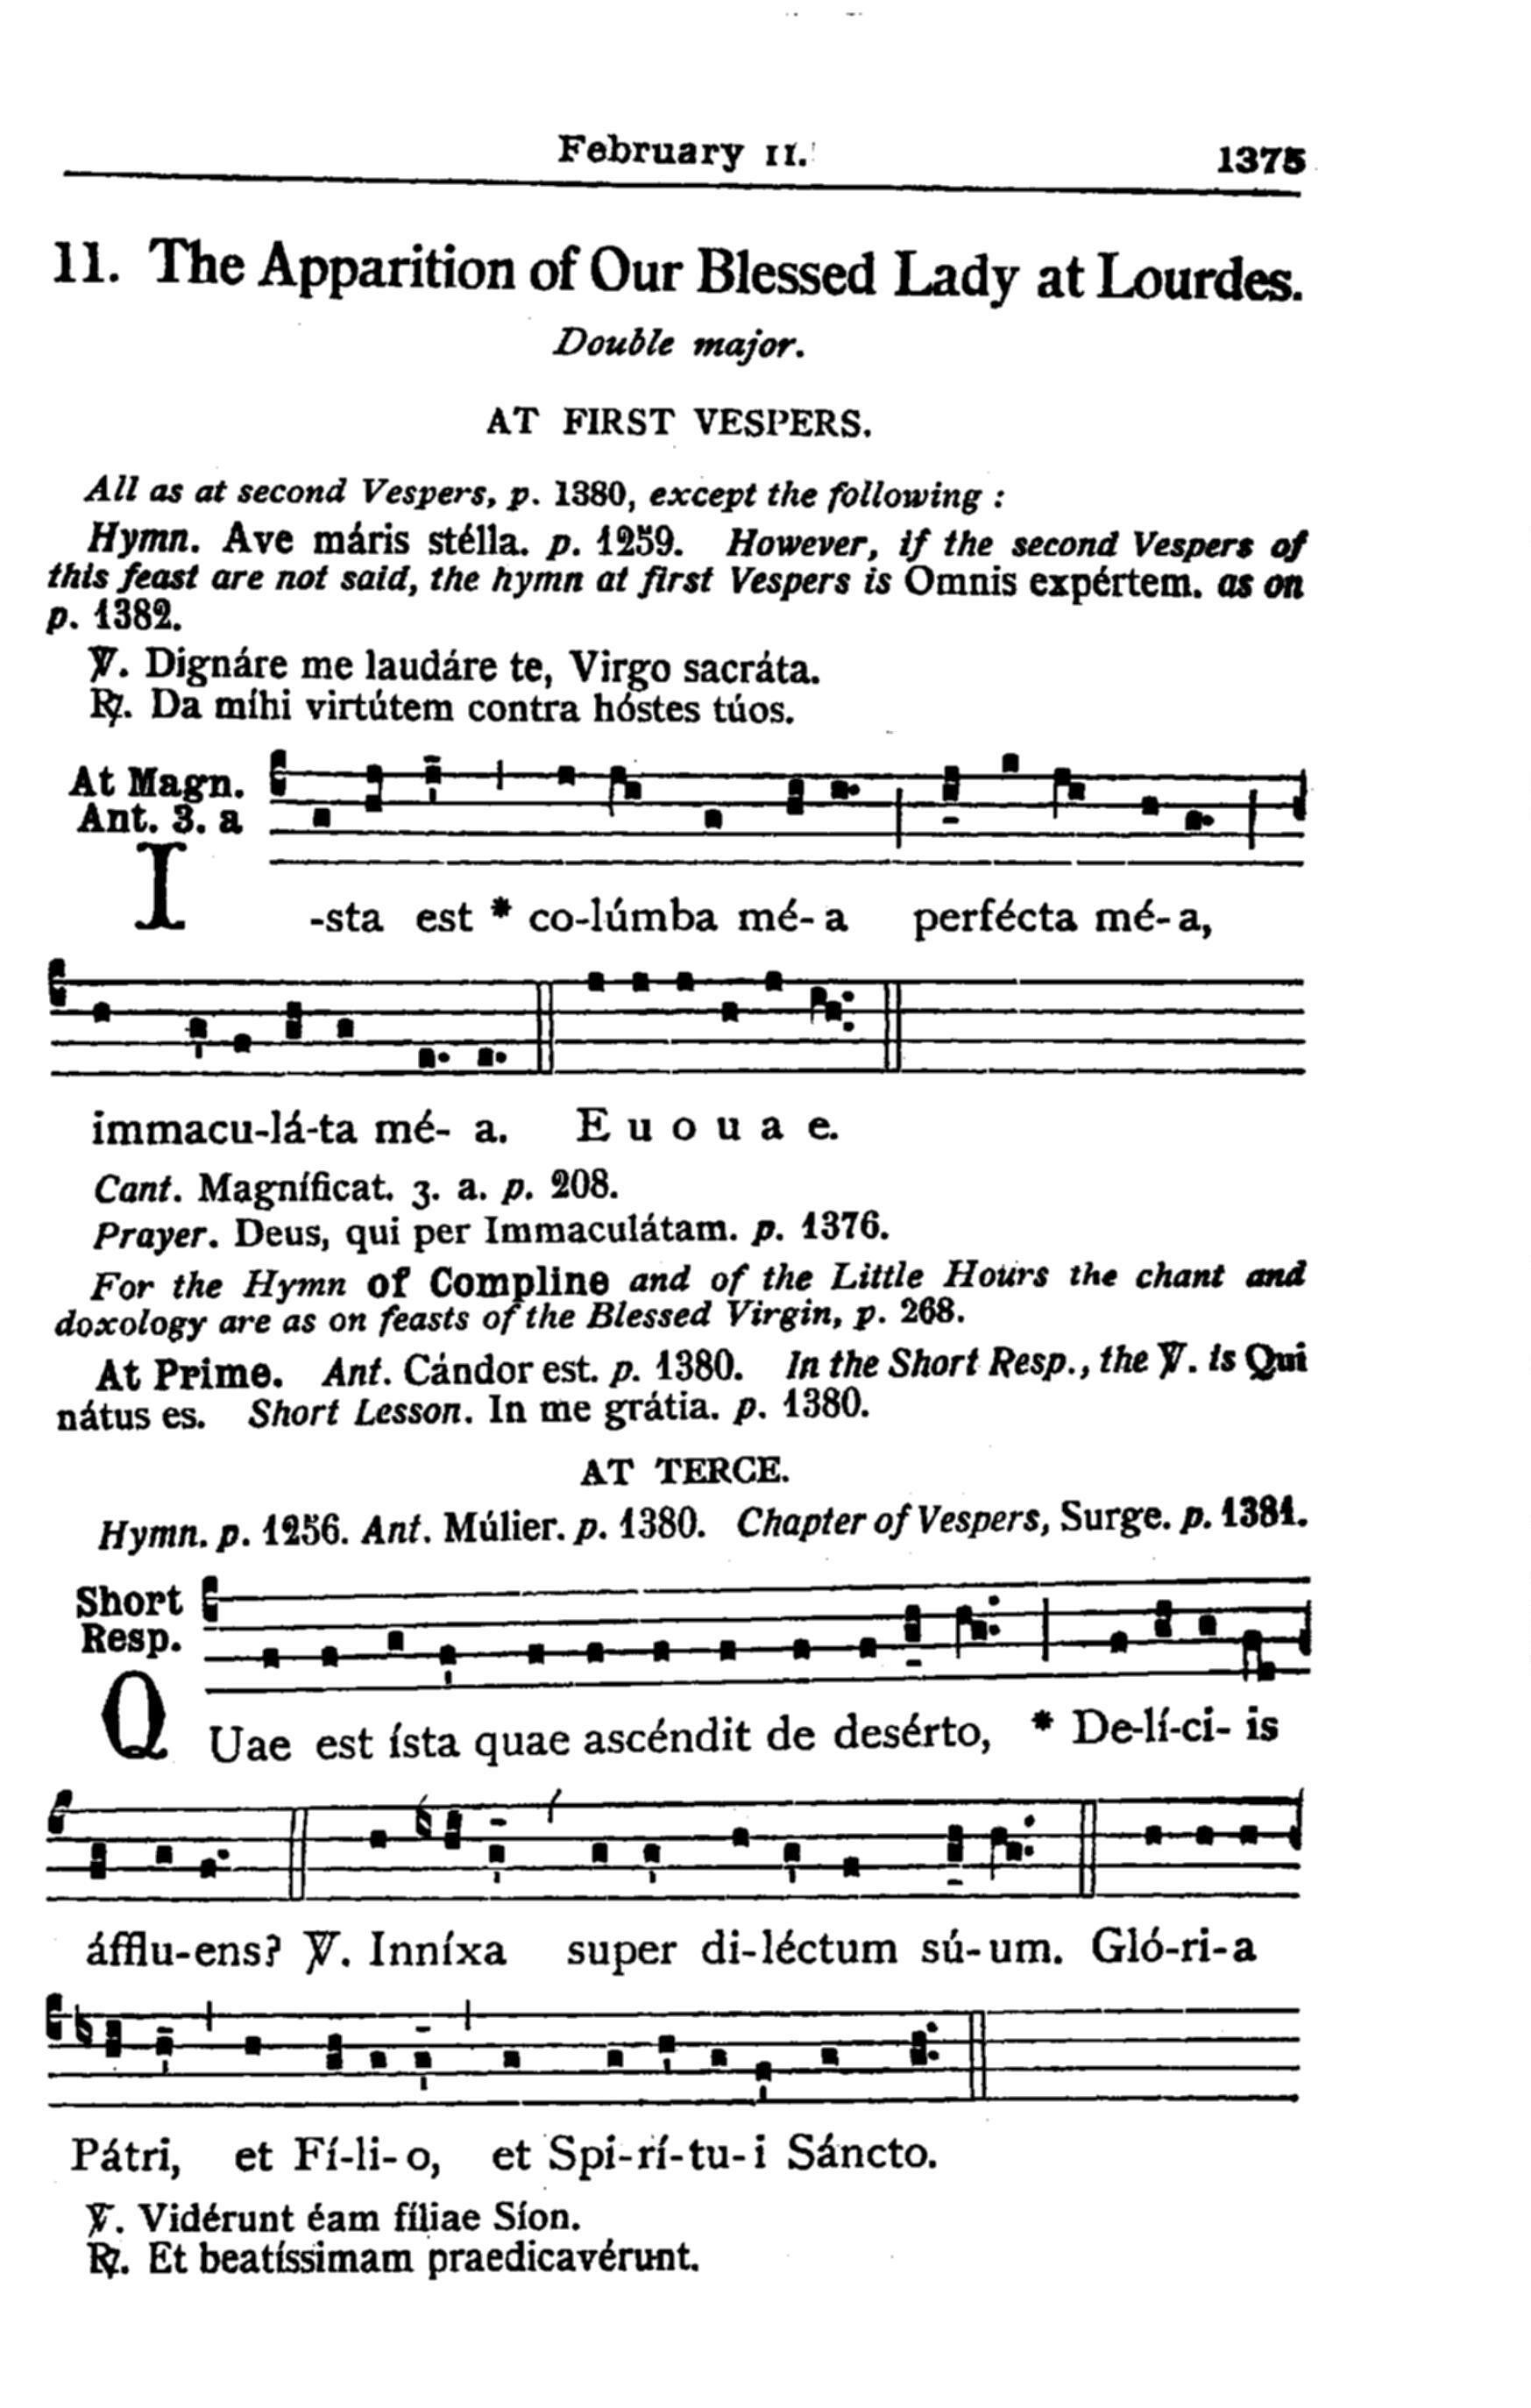 February 11. 1375
11. The Apparition of Our Blessed Lady at Lourdes.
Double major.
AT FIRST VESPERS.
All as at second Vespers, p. 1380, except the following :
Hymn. Ave máris stélla. p. 1259. However, if the second Vespers of
this feast are not said, the hymn at first Vespers is Omnis expértem. as on
p. 1382.
℣. Dignáre me laudáre te, Virgo sacráta.
℟. Da míhi virtútem contra hóstes túos.
At Magn.
Ant. 3. a
I-sta est * co-lúmba mé- a perfécta mé- a,
immacu-lá-ta mé- a. E u o u a e.
Cant. Magníficat. 3. a. p. 208.
Prayer. Deus, qui per Immaculátam. p. 1376.
For the Hymn of Compline and of the Little Hours the chant and
doxology are as on feasts of the Blessed Virgin, p. 268.
At Prime. Ant. Cándor est. p. 1380. In the Short Resp., the ℣. is Qui
nátus es. Short Lesson. In me grátia. p. 1380.
AT TERCE.
Hymn. p. 1256. Ant. Múlier. p. 1380. Chapter of Vespers, Surge. p. 1381.
Short
Resp.
QUae est ísta quae ascéndit de desérto, * De-lí-ci- is
áfflu-ens? ℣. Inníxa super di-léctum sú-um. Gló-ri-a
Pátri, et Fí-li- o, et Spi-rí-tu- i Sáncto.
℣. Vidérunt éam fíliae Síon.
℟. Et beatíssimam praedicavérunt.